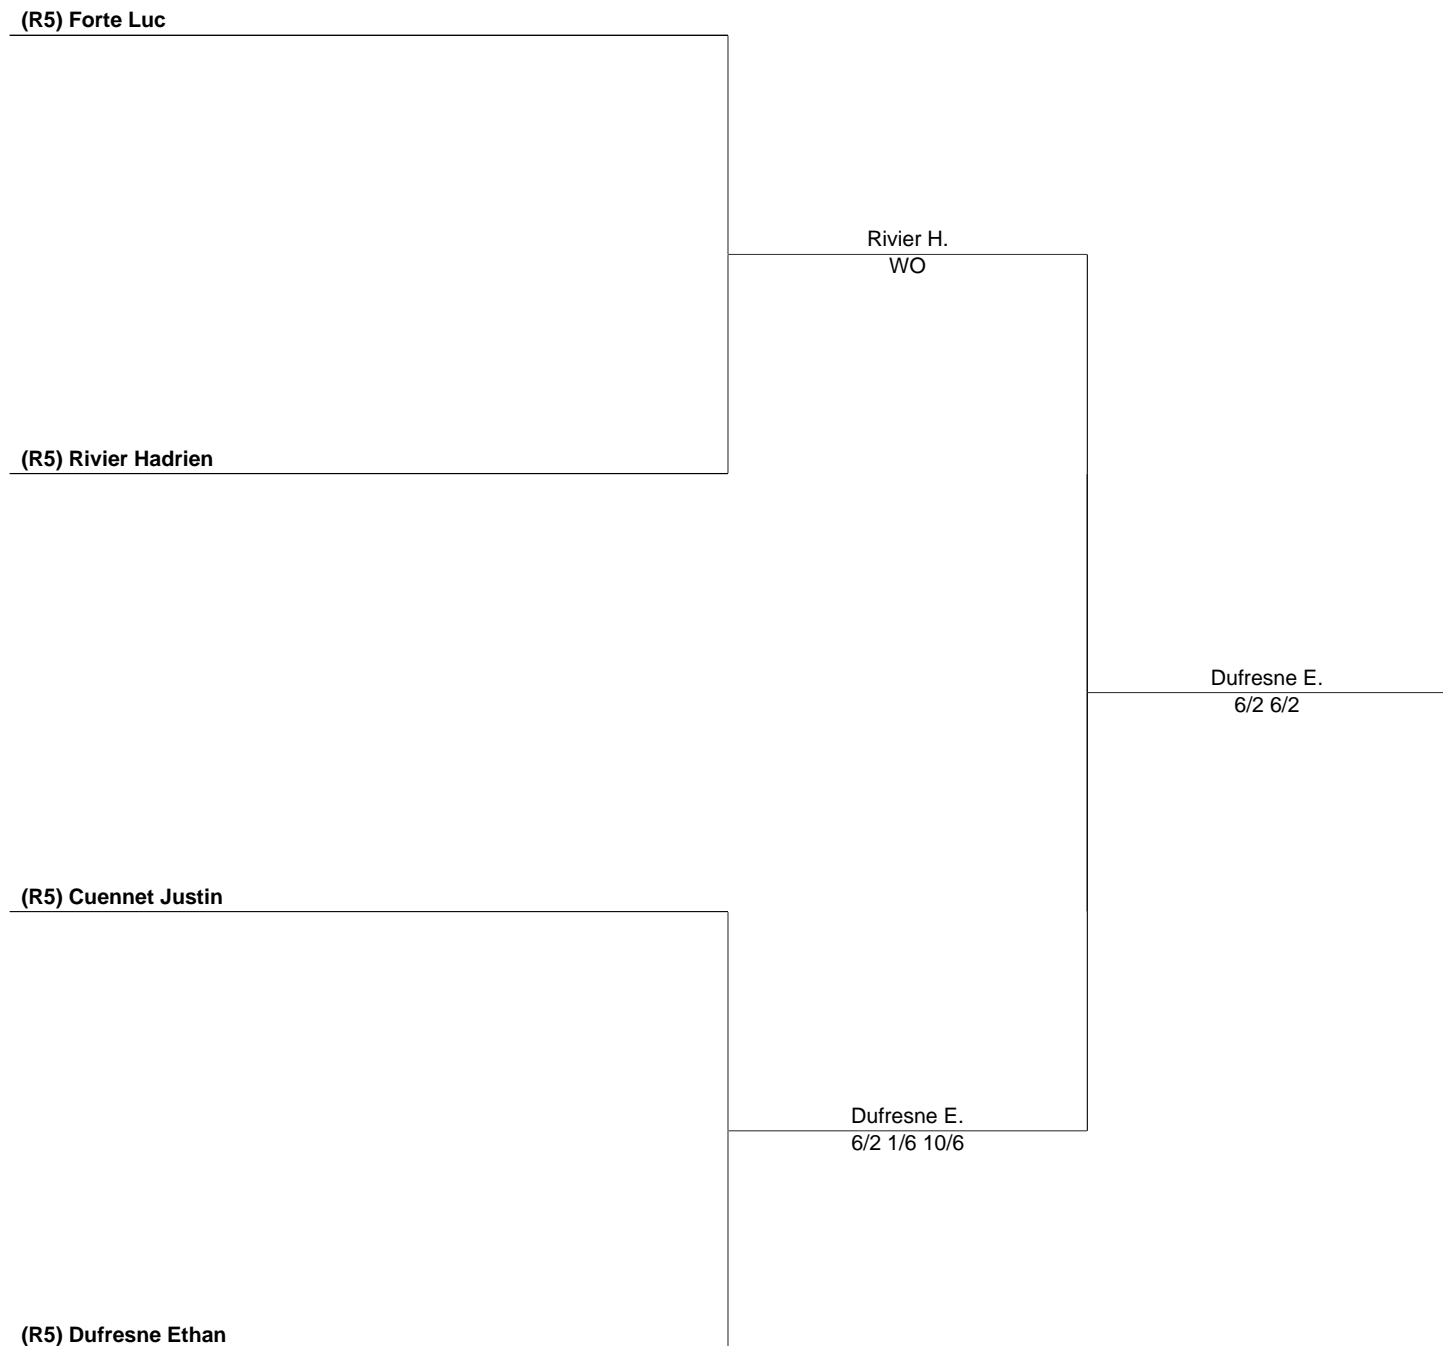 (R5) Forte Luc
Rivier H.
WO
(R5) Rivier Hadrien
Dufresne E.
6/2 6/2
(R5) Cuennet Justin
Dufresne E.
6/2 1/6 10/6
(R5) Dufresne Ethan